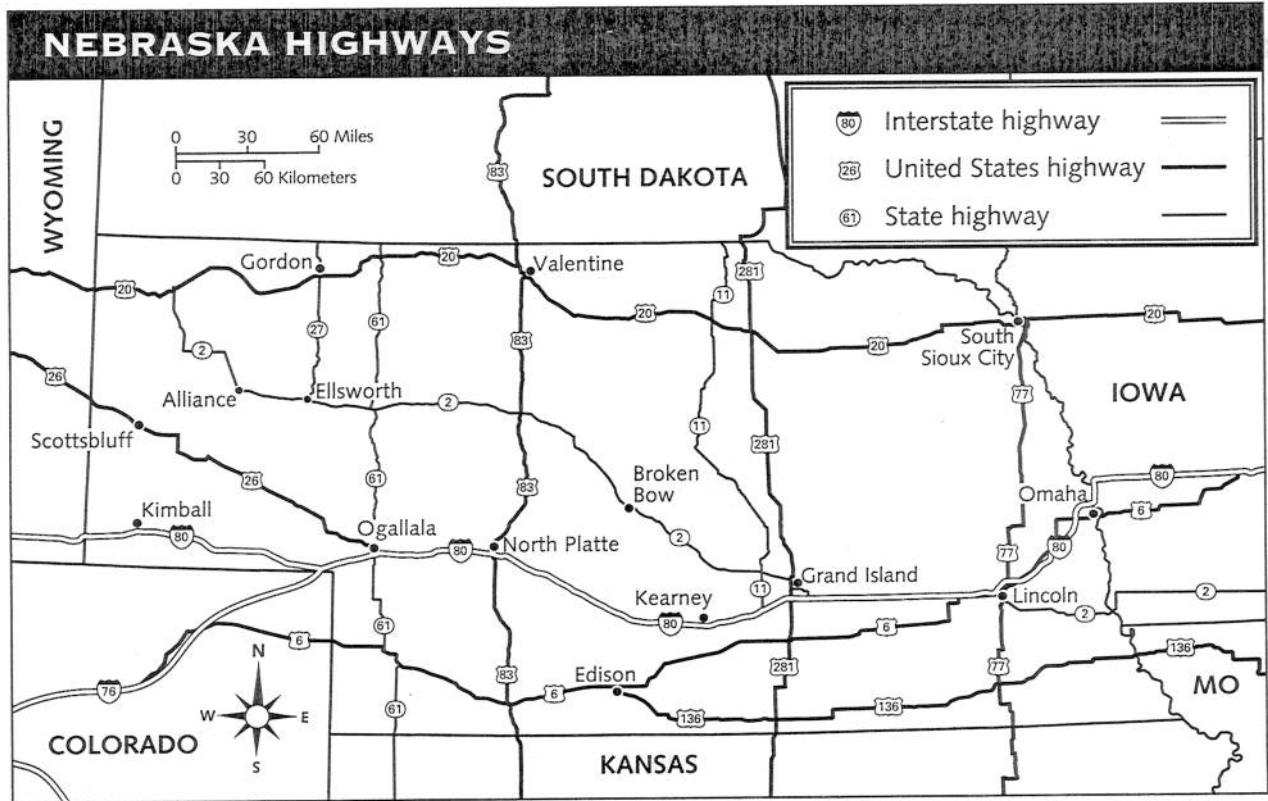 NEBRASKA HIGHWAYS
WYOMING
0 30 60 Miles
0 30 60 Kilometers
83
SOUTH DAKOTA
80 Interstate highway
26 United States highway
61 State highway
Gordon
20
Valentine
281
20
11
20
27
61
83
20
20
20
South
Sioux City
2
26
Alliance
Ellsworth
2
77
IOWA
Scottsbluff
11
281
26
61
83
Broken
Bow
Omaha
80
Kimball
80
Ogallala
80
North Platte
2
6
77
80
Grand Island
11
Kearney
80
Lincoln
2
2
61
6
6
N
W E
S
76
83
Edison
6
281
77
136
MO
61
136
136
COLORADO
KANSAS